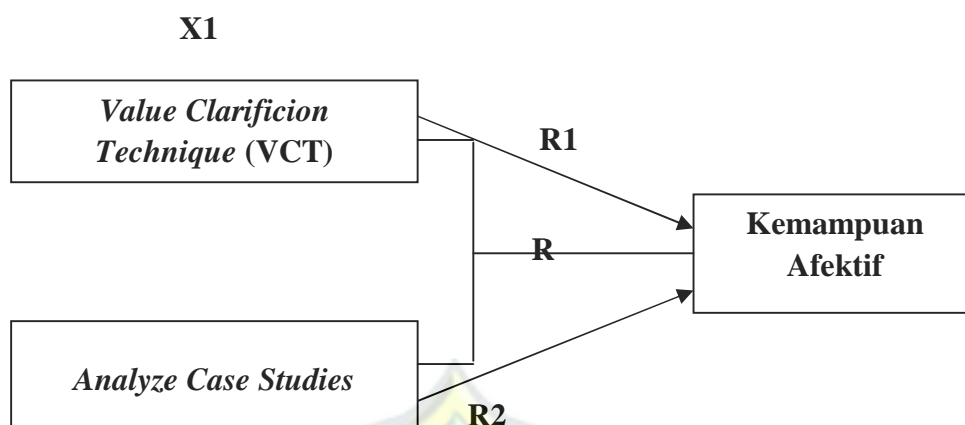 X1
Value Clarificion
Technique (VCT)
R1
Kemampuan
Afektif
R
Analyze Case Studies
R2